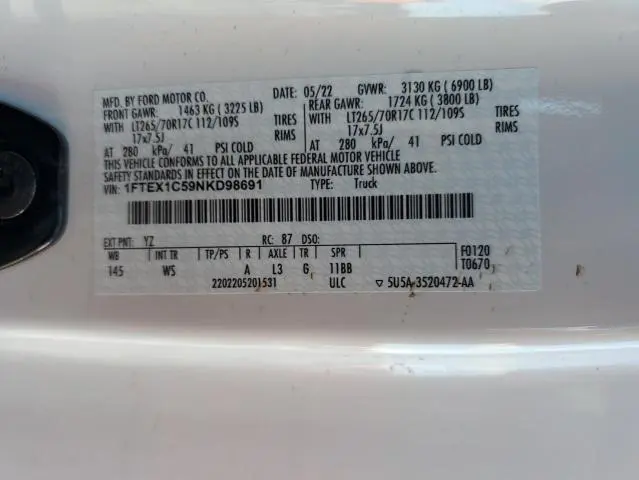 MFD. BY FORD MOTOR CO. DATE: 05/22 GVWR: 3130 KG (6900 LB)
FRONT GAWR: 1463 KG (3225 LB) REAR GAWR: 1724 KG (3800 LB)
WITH LT265/70R17C 112/109S TIRES WITH LT265/70R17C 112/109S TIRES
17x7.5J RIMS 17x7.5J RIMS
AT 280 kPa/ 41 PSI COLD AT 280 kPa/ 41 PSI COLD
THIS VEHICLE CONFORMS TO ALL APPLICABLE FEDERAL MOTOR VEHICLE
SAFETY STANDARDS IN EFFECT ON THE DATE OF MANUFACTURE SHOWN ABOVE.
VIN: 1FTEX1C59NKD98691 TYPE: Truck
EXT PNT: YZ RC: 87 DSO:
WB INT TR TP/PS R AXLE TR SPR F0120
145 WS A L3 G 11BB T0670
2202205201531 ULC ▽ 5U5A-3520472-AA